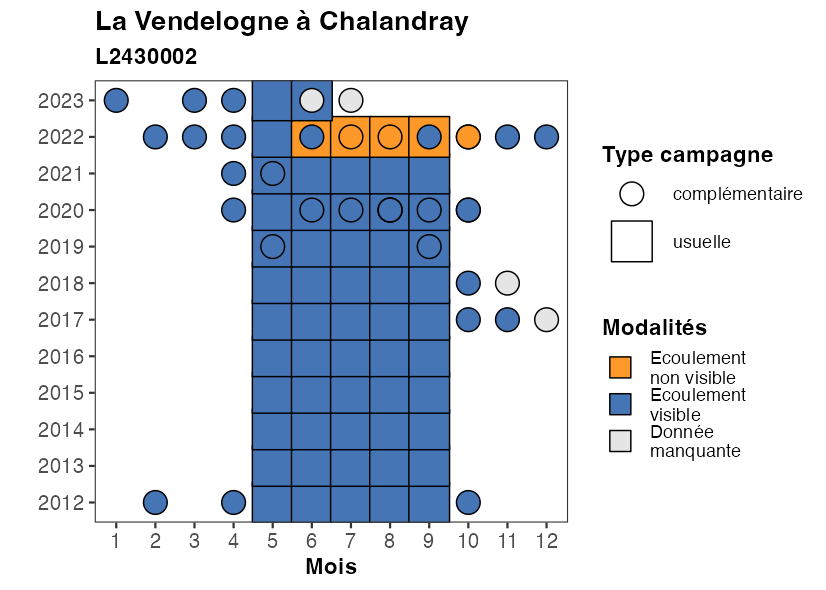 La Vendelogne à Chalandray
L2430002
2023
2022
2021
2020
2019
2018
2017
2016
2015
2014
2013
2012
1 2 3 4 5 6 7 8 9 10 11 12
Mois
Type campagne
complémentaire
usuelle
Modalités
Ecoulement
non visible
Ecoulement
visible
Donnée
manquante